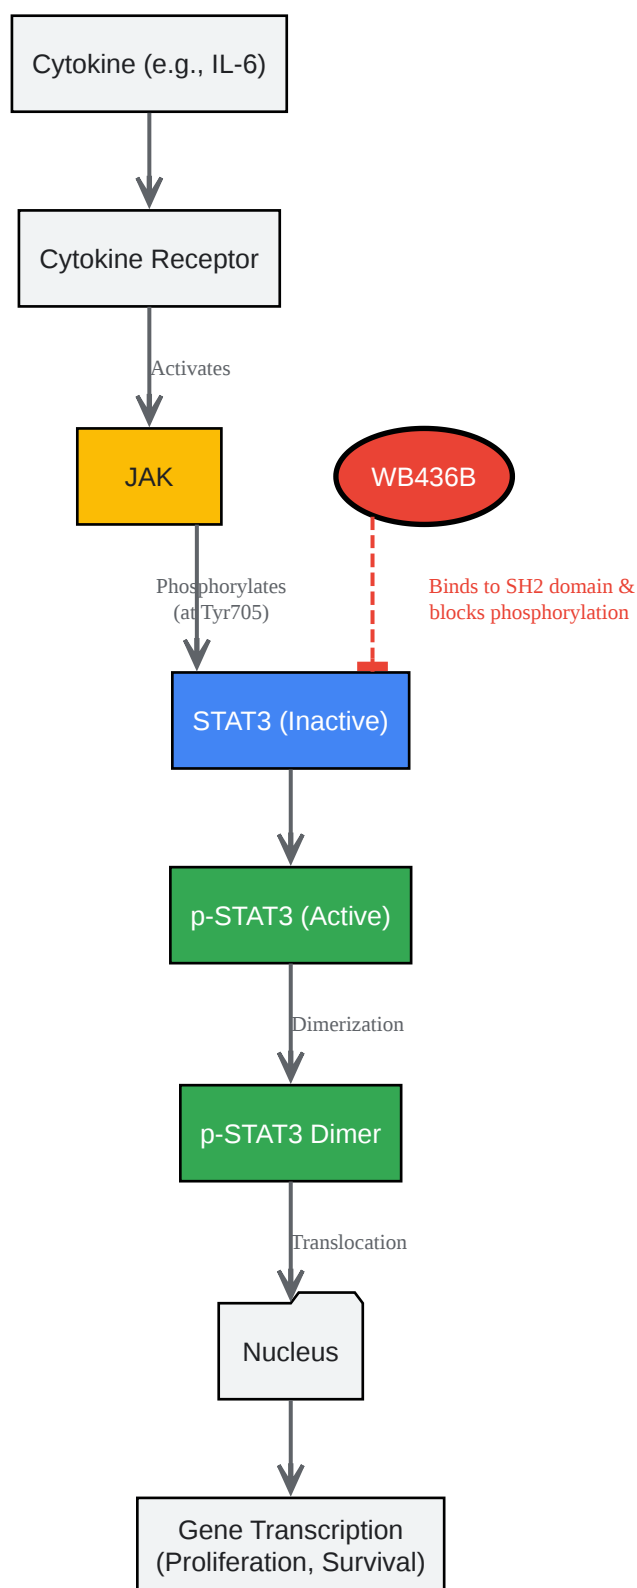 Cytokine (e.g., IL-6)
Cytokine Receptor
Activates
JAK
WB436B
Phosphorylates
(at Tyr705)
Binds to SH2 domain &
blocks phosphorylation
STAT3 (Inactive)
p-STAT3 (Active)
Dimerization
p-STAT3 Dimer
Translocation
Nucleus
Gene Transcription
(Proliferation, Survival)